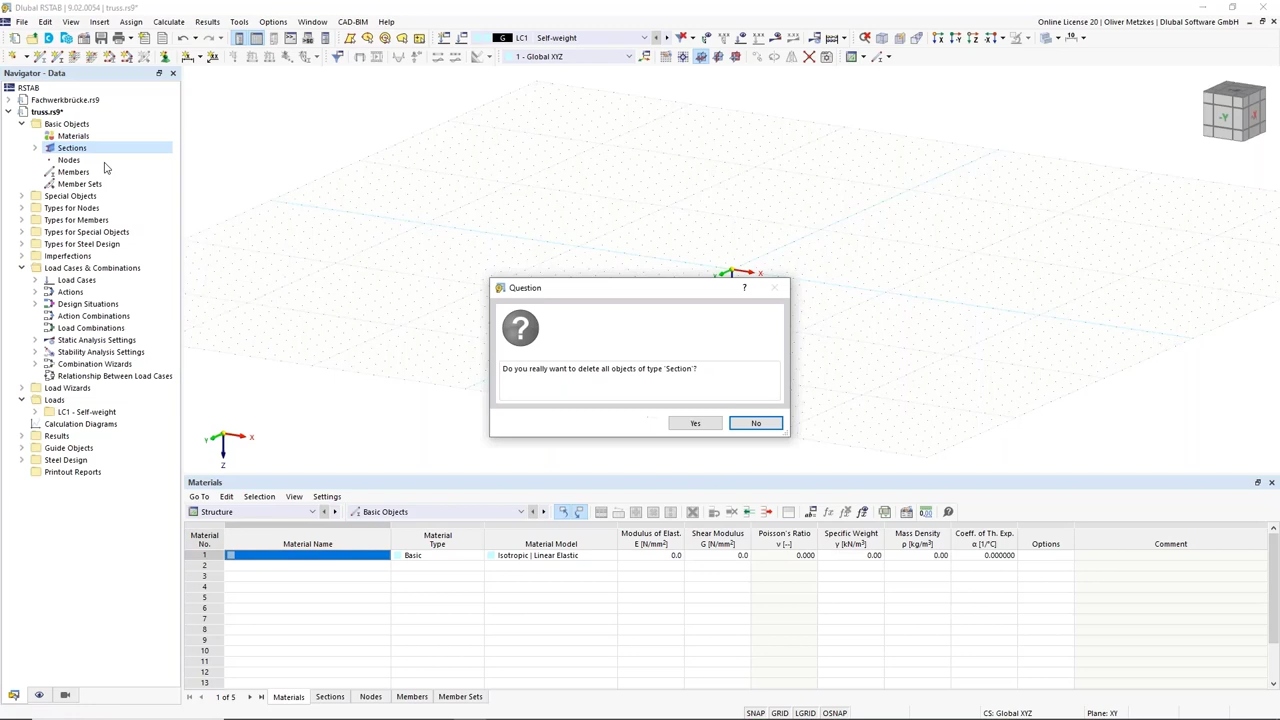 Dlubal RSTAB | 9.02.0054 | truss.rs9*
File Edit View Insert Assign Calculate Results Tools Options Window CAD-BIM Help
Online License 20 | Oliver Metzkes | Dlubal Software GmbH
G LC1 Self-weight
1 - Global XYZ
Navigator - Data
RSTAB
Fachwerkbrücke.rs9
truss.rs9*
Basic Objects
Materials
Sections
Nodes
Members
Member Sets
Special Objects
Types for Nodes
Types for Members
Types for Special Objects
Types for Steel Design
Imperfections
Load Cases & Combinations
Load Cases
Actions
Design Situations
Action Combinations
Load Combinations
Static Analysis Settings
Stability Analysis Settings
Combination Wizards
Relationship Between Load Cases
Load Wizards
Loads
LC1 - Self-weight
Calculation Diagrams
Results
Guide Objects
Steel Design
Printout Reports
-Y -X
X
Question ?
Do you really want to delete all objects of type 'Section'?
Yes No
Y X
Z
Materials
Go To Edit Selection View Settings
Structure Basic Objects
Material No. Material Name Material Type Material Model Modulus of Elast. E [N/mm²] Shear Modulus G [N/mm²] Poisson's Ratio ν [--] Specific Weight γ [kN/m³] Mass Density ρ [kg/m³] Coeff. of Th. Exp. α [1/°C] Options Comment
1 Basic Isotropic | Linear Elastic 0.0 0.0 0.000 0.00 0.00 0.000000
2
3
4
5
6
7
8
9
10
11
12
13
1 of 5 Materials Sections Nodes Members Member Sets
SNAP GRID LGRID OSNAP CS: Global XYZ Plane: XY